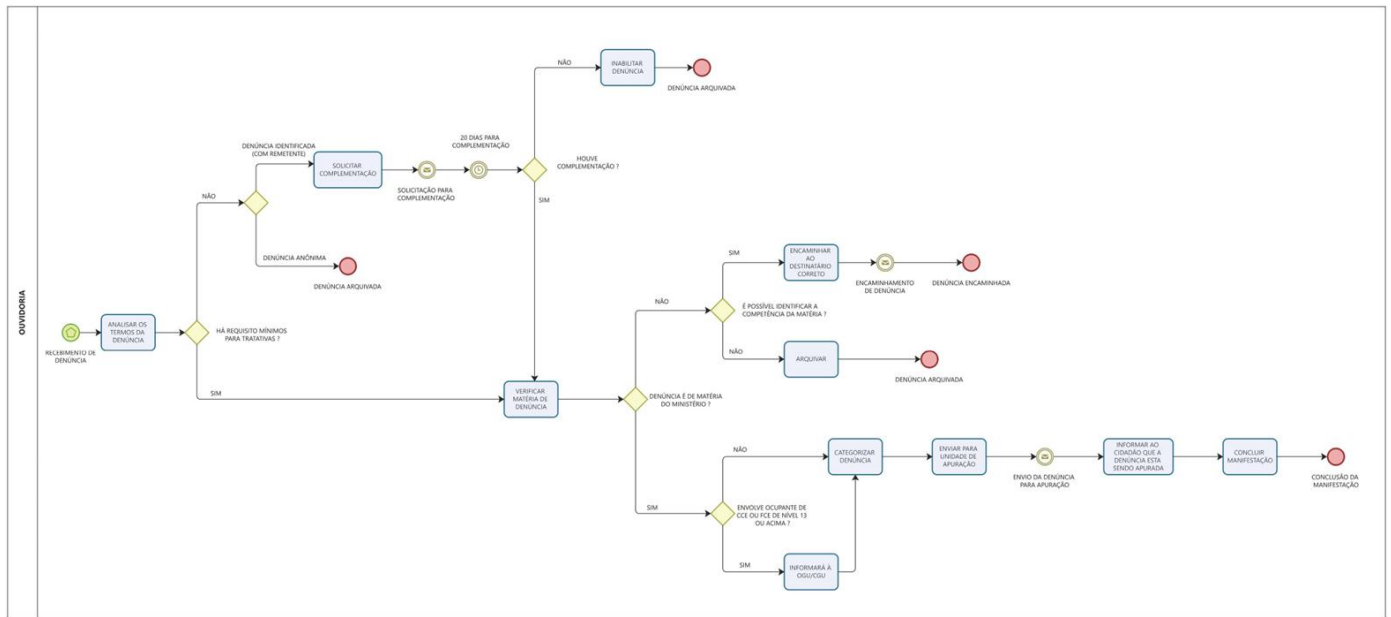 OUVIDORIA
RECEBIMENTO DE
DENÚNCIA
ANALISAR OS
TERMOS DA
DENÚNCIA
HÁ REQUISITO MÍNIMOS
PARA TRATATIVAS ?
NÃO
SIM
DENÚNCIA IDENTIFICADA
(COM REMETENTE)
DENÚNCIA ANÔNIMA
DENÚNCIA ARQUIVADA
SOLICITAR
COMPLEMENTAÇÃO
SOLICITAÇÃO PARA
COMPLEMENTAÇÃO
20 DIAS PARA
COMPLEMENTAÇÃO
HOUVE
COMPLEMENTAÇÃO ?
NÃO
SIM
INABILITAR
DENÚNCIA
DENÚNCIA ARQUIVADA
VERIFICAR
MATÉRIA DE
DENÚNCIA
DENÚNCIA É DE MATÉRIA
DO MINISTÉRIO ?
NÃO
SIM
É POSSÍVEL IDENTIFICAR A
COMPETÊNCIA DA MATÉRIA ?
SIM
NÃO
ENCAMINHAR
AO
DESTINATÁRIO
CORRETO
ENCAMINHAMENTO
DE DENÚNCIA
DENÚNCIA ENCAMINHADA
ARQUIVAR
DENÚNCIA ARQUIVADA
ENVOLVE OCUPANTE DE
CCE OU FCE DE NÍVEL 13
OU ACIMA ?
NÃO
SIM
INFORMARÁ À
OGU/CGU
CATEGORIZAR
DENÚNCIA
ENVIAR PARA
UNIDADE DE
APURAÇÃO
ENVIO DA DENÚNCIA
PARA APURAÇÃO
INFORMAR AO
CIDADÃO QUE A
DENÚNCIA ESTA
SENDO APURADA
CONCLUIR
MANIFESTAÇÃO
CONCLUSÃO DA
MANIFESTAÇÃO